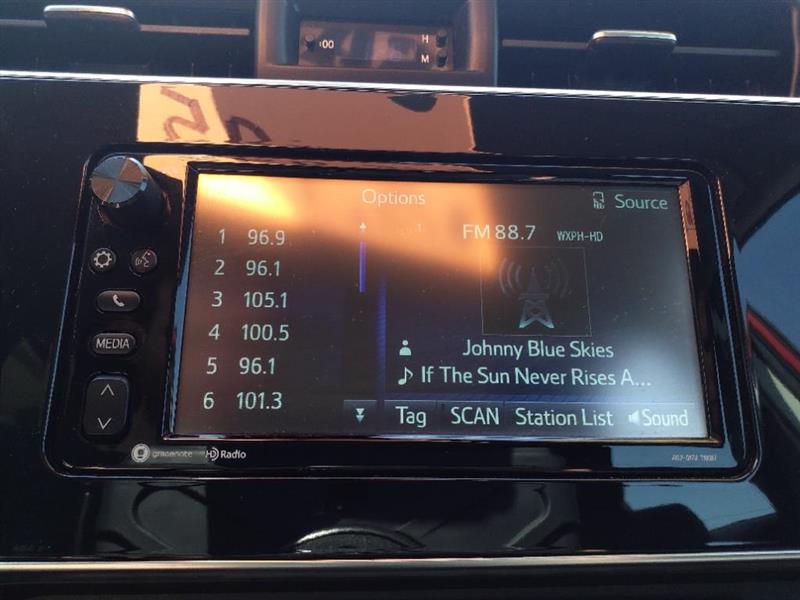 :00 H
M
Options
Source
1 96.9
FM 88.7 WXPH-HD
2 96.1
3 105.1
4 100.5
5 96.1
6 101.3
Johnny Blue Skies
If The Sun Never Rises A...
Tag SCAN Station List Sound
MEDIA
gracenote HD Radio